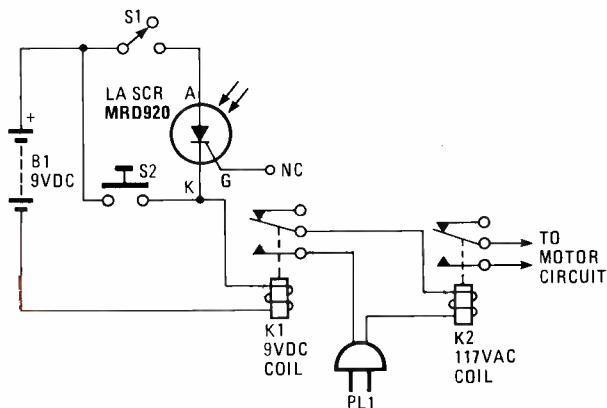 S1
LA SCR
MRD920
A
+
B1
9VDC
S2
K
G
NC
TO
MOTOR
CIRCUIT
K1
9VDC
COIL
K2
117VAC
COIL
PL1